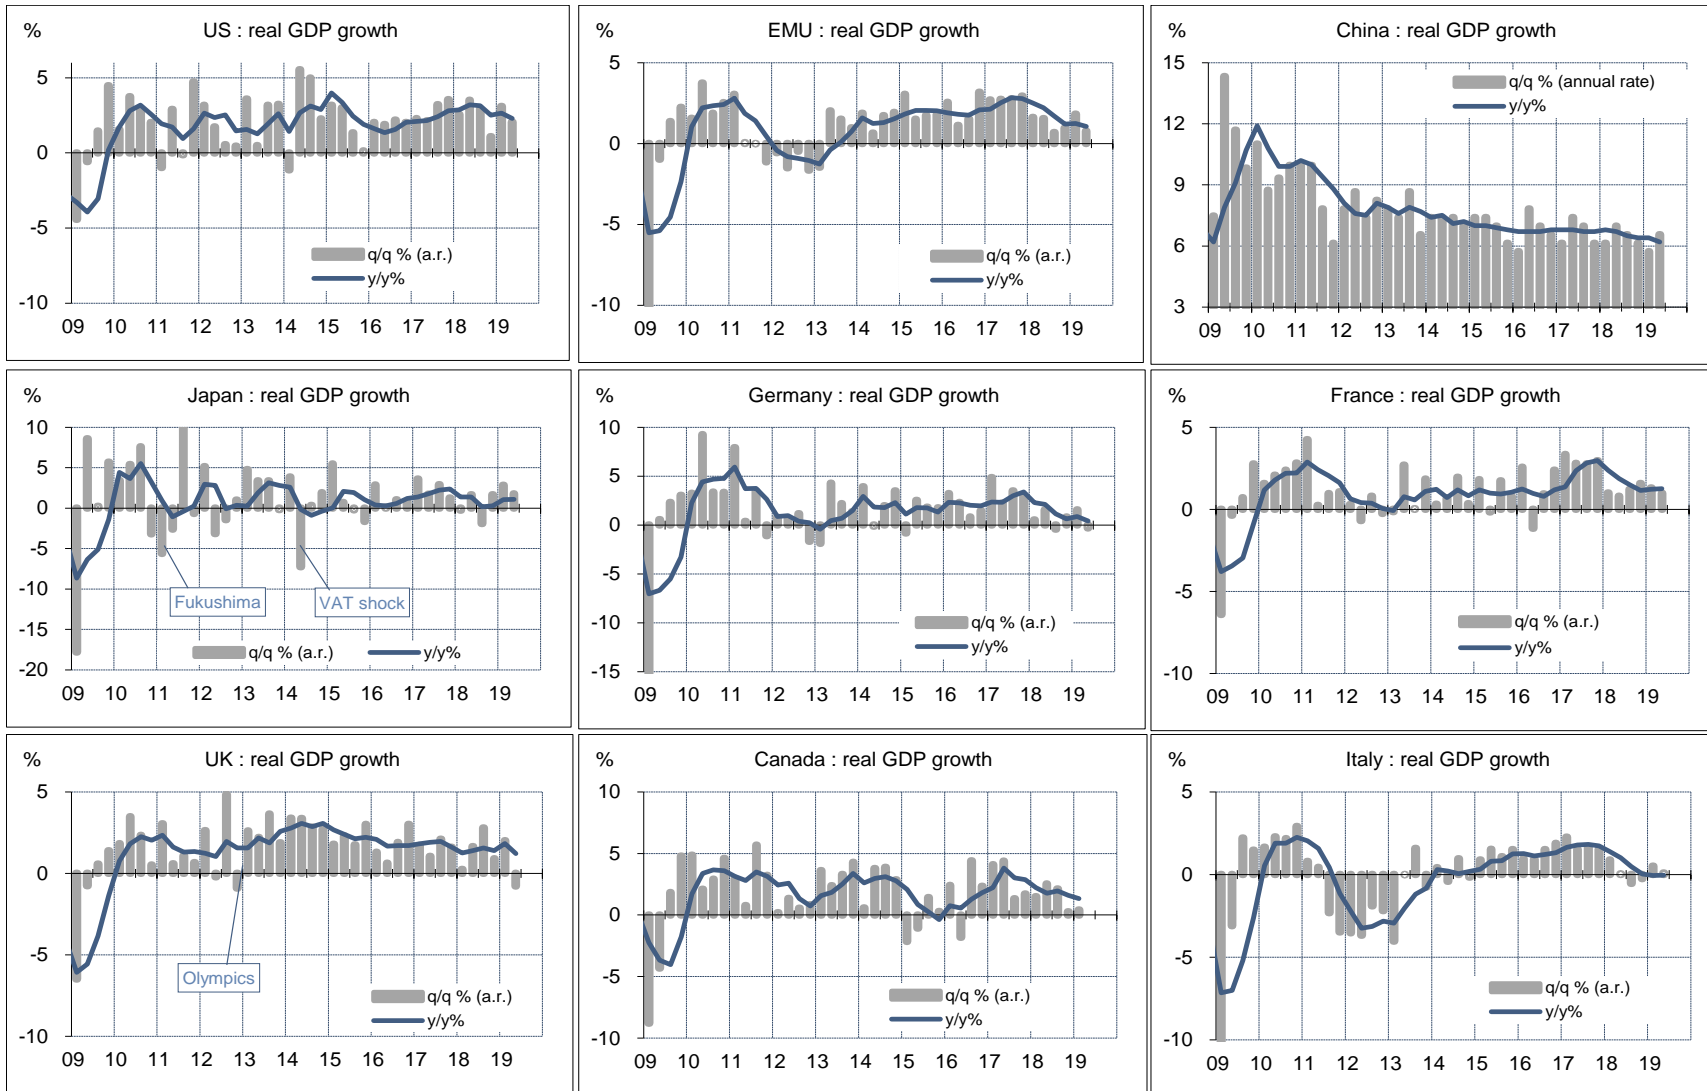 % US : real GDP growth
5
0
-5
-10
q/q % (a.r.)
y/y%
09 10 11 12 13 14 15 16 17 18 19
% EMU : real GDP growth
5
0
-5
-10
q/q % (a.r.)
y/y%
09 10 11 12 13 14 15 16 17 18 19
% China : real GDP growth
15
12
9
6
3
q/q % (annual rate)
y/y%
09 10 11 12 13 14 15 16 17 18 19
% Japan : real GDP growth
10
5
0
-5
-10
-15
-20
Fukushima VAT shock
q/q % (a.r.) y/y%
09 10 11 12 13 14 15 16 17 18 19
% Germany : real GDP growth
10
5
0
-5
-10
-15
q/q % (a.r.)
y/y%
09 10 11 12 13 14 15 16 17 18 19
% France : real GDP growth
5
0
-5
-10
q/q % (a.r.)
y/y%
09 10 11 12 13 14 15 16 17 18 19
% UK : real GDP growth
5
0
-5
-10
Olympics
q/q % (a.r.)
y/y%
09 10 11 12 13 14 15 16 17 18 19
% Canada : real GDP growth
10
5
0
-5
-10
q/q % (a.r.)
y/y%
09 10 11 12 13 14 15 16 17 18 19
% Italy : real GDP growth
5
0
-5
-10
q/q % (a.r.)
y/y%
09 10 11 12 13 14 15 16 17 18 19